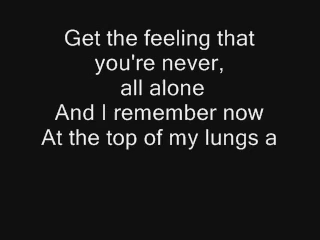 Get the feeling that
you're never,
all alone
And I remember now
At the top of my lungs a